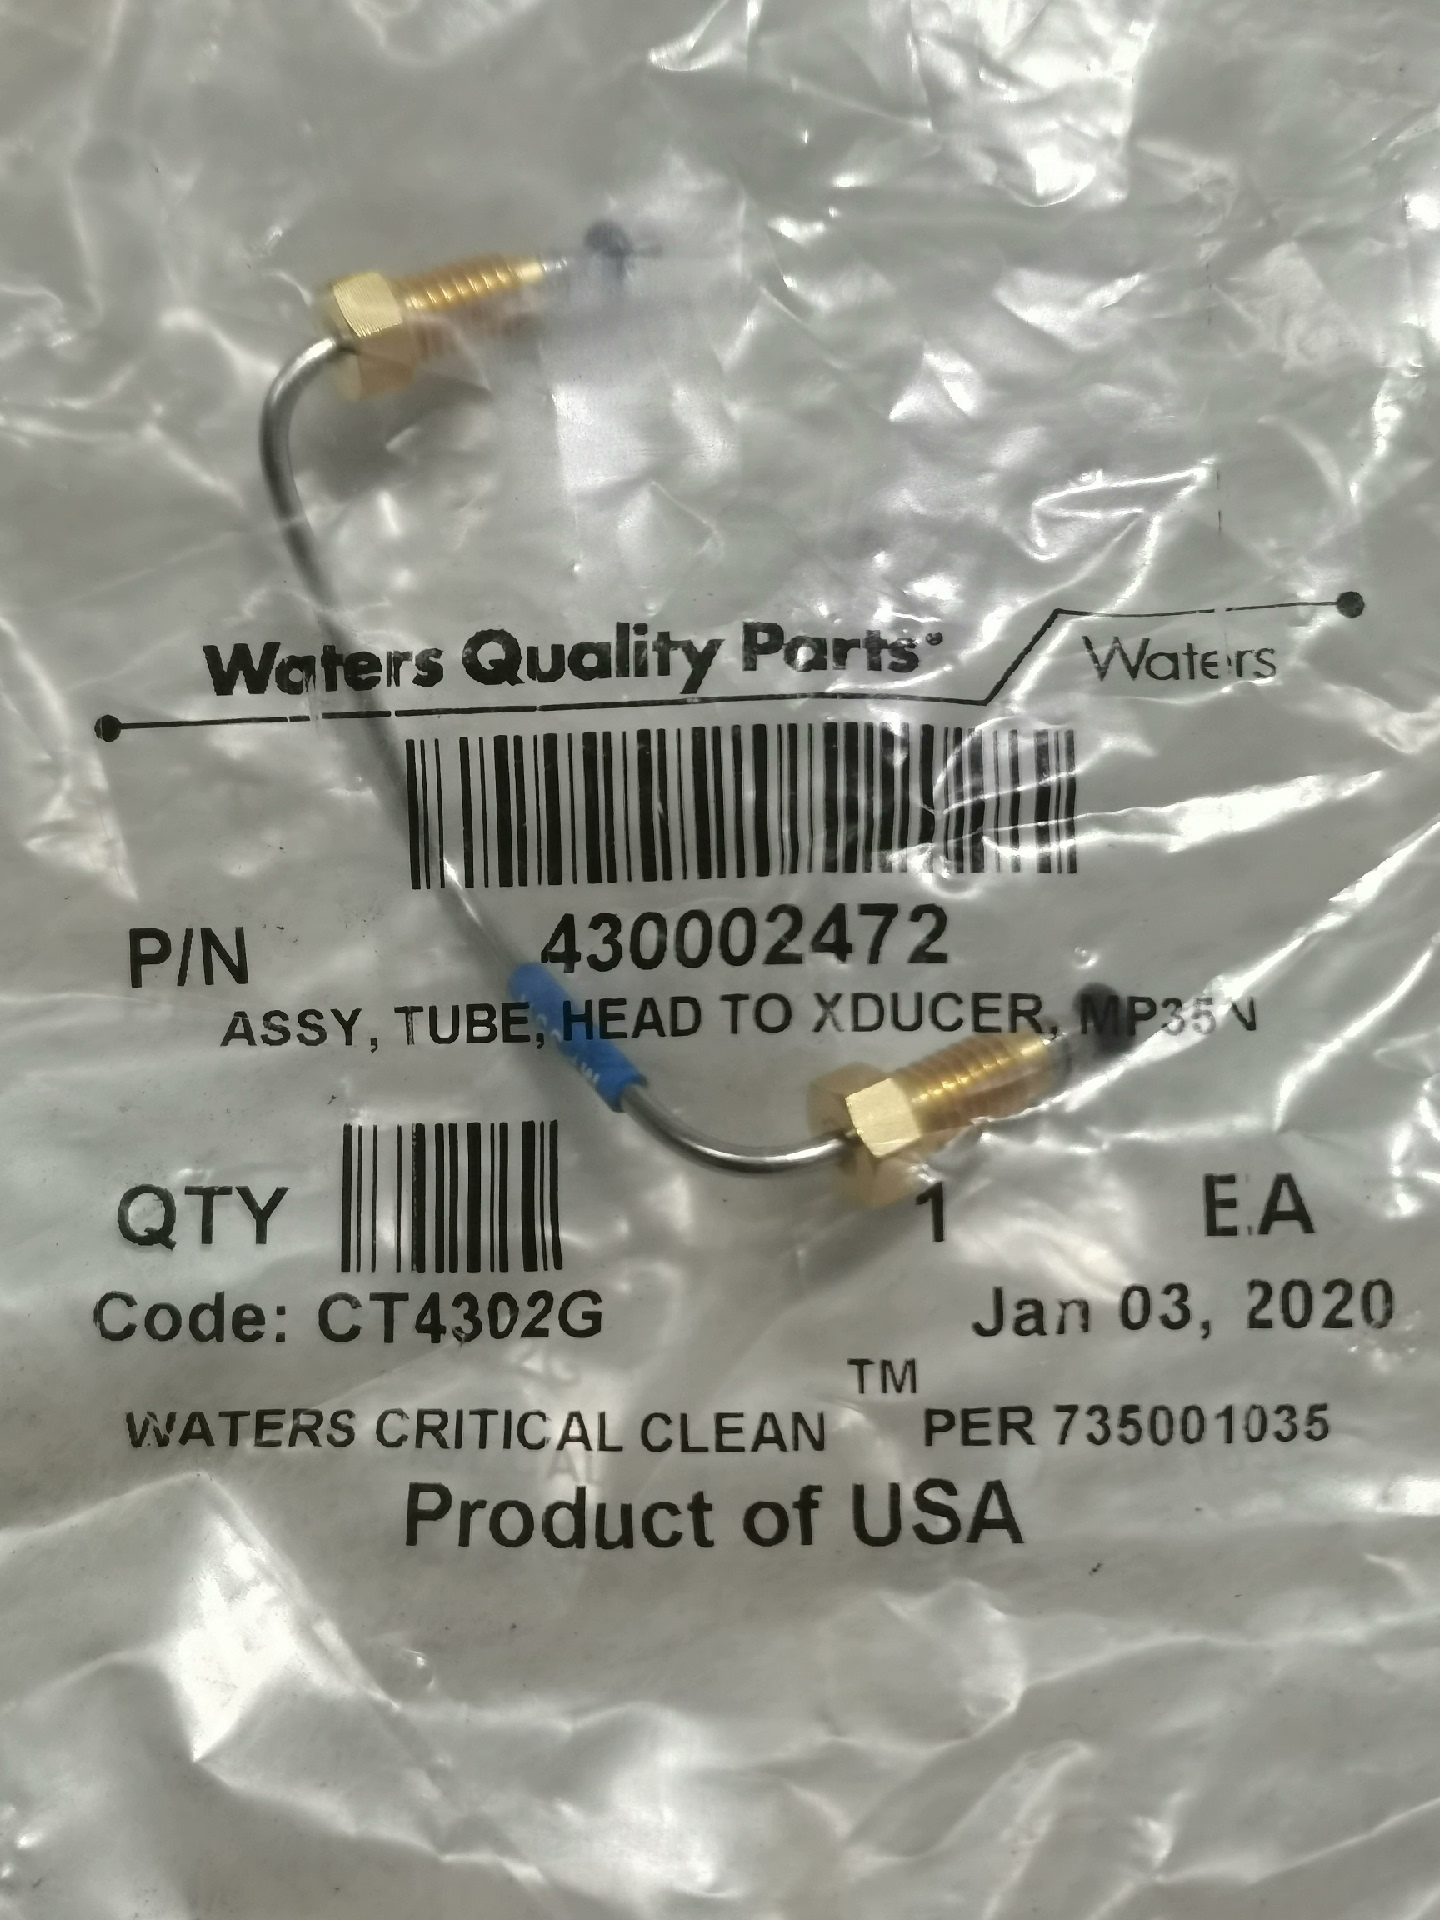 Waters Quality Parts®
Waters
P/N 430002472
ASSY, TUBE, HEAD TO XDUCER, MP35N
QTY 1 EA
Code: CT4302G Jan 03, 2020
WATERS CRITICAL CLEAN ™ PER 735001035
Product of USA